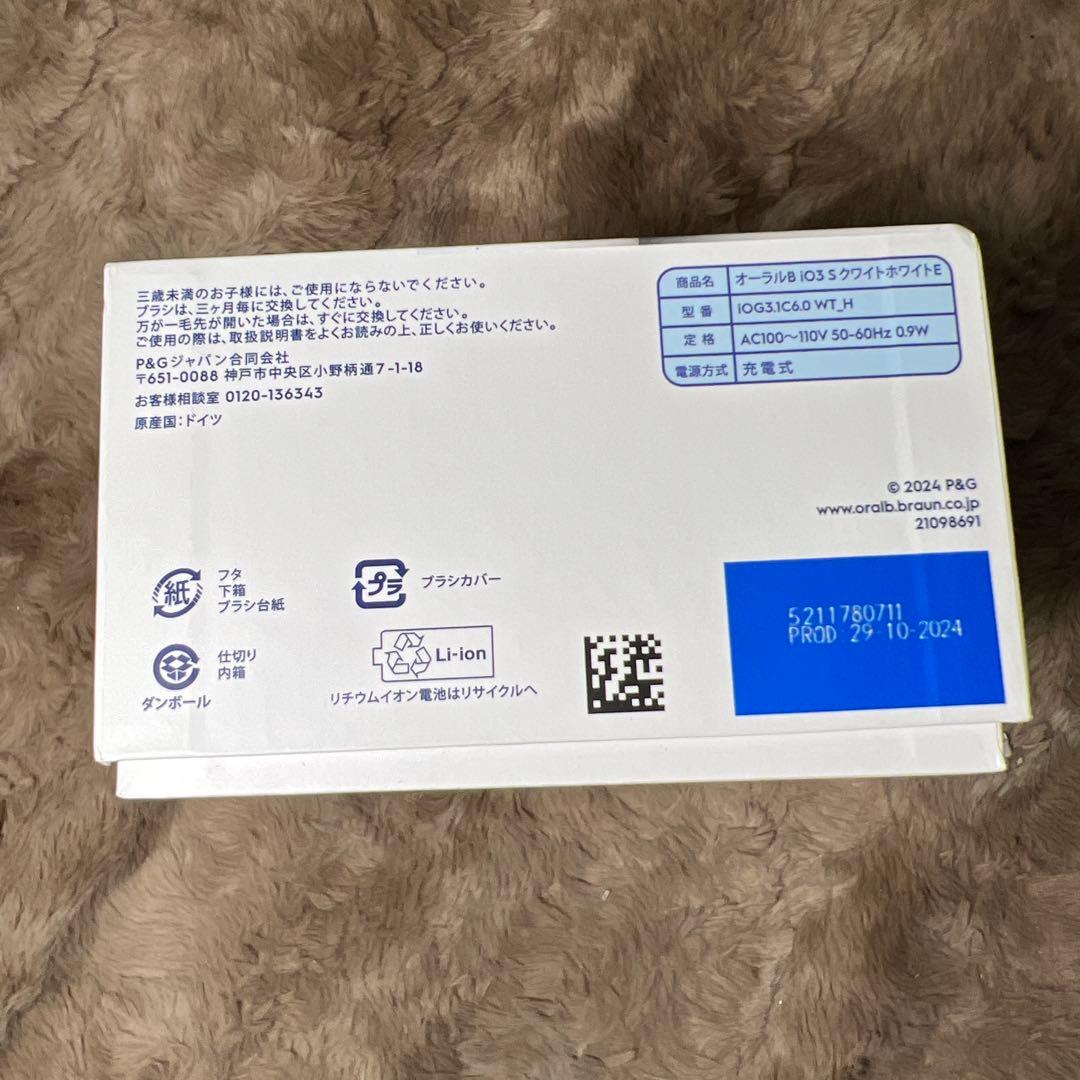 三歳未満のお子様には、ご使用にならないでください。
ブラシは、三ヶ月毎に交換してください。
万が一毛先が開いた場合は、すぐに交換してください。
ご使用の際は、取扱説明書をよくお読みの上、正しくお使いください。
P&Gジャパン合同会社
〒651-0088 神戸市中央区小野柄通7-1-18
お客様相談室 0120-136343
原産国:ドイツ
商品名 オーラルB iO3 S クワイトホワイトE
型番 iOG3.1C6.0 WT_H
定格 AC100〜110V 50-60Hz 0.9W
電源方式 充電式
© 2024 P&G
www.oralb.braun.co.jp
21098691
紙 フタ
下箱
ブラシ台紙
プラ ブラシカバー
仕切り
内箱
ダンボール
Li-ion
リチウムイオン電池はリサイクルへ
5211780711
PROD 29-10-2024